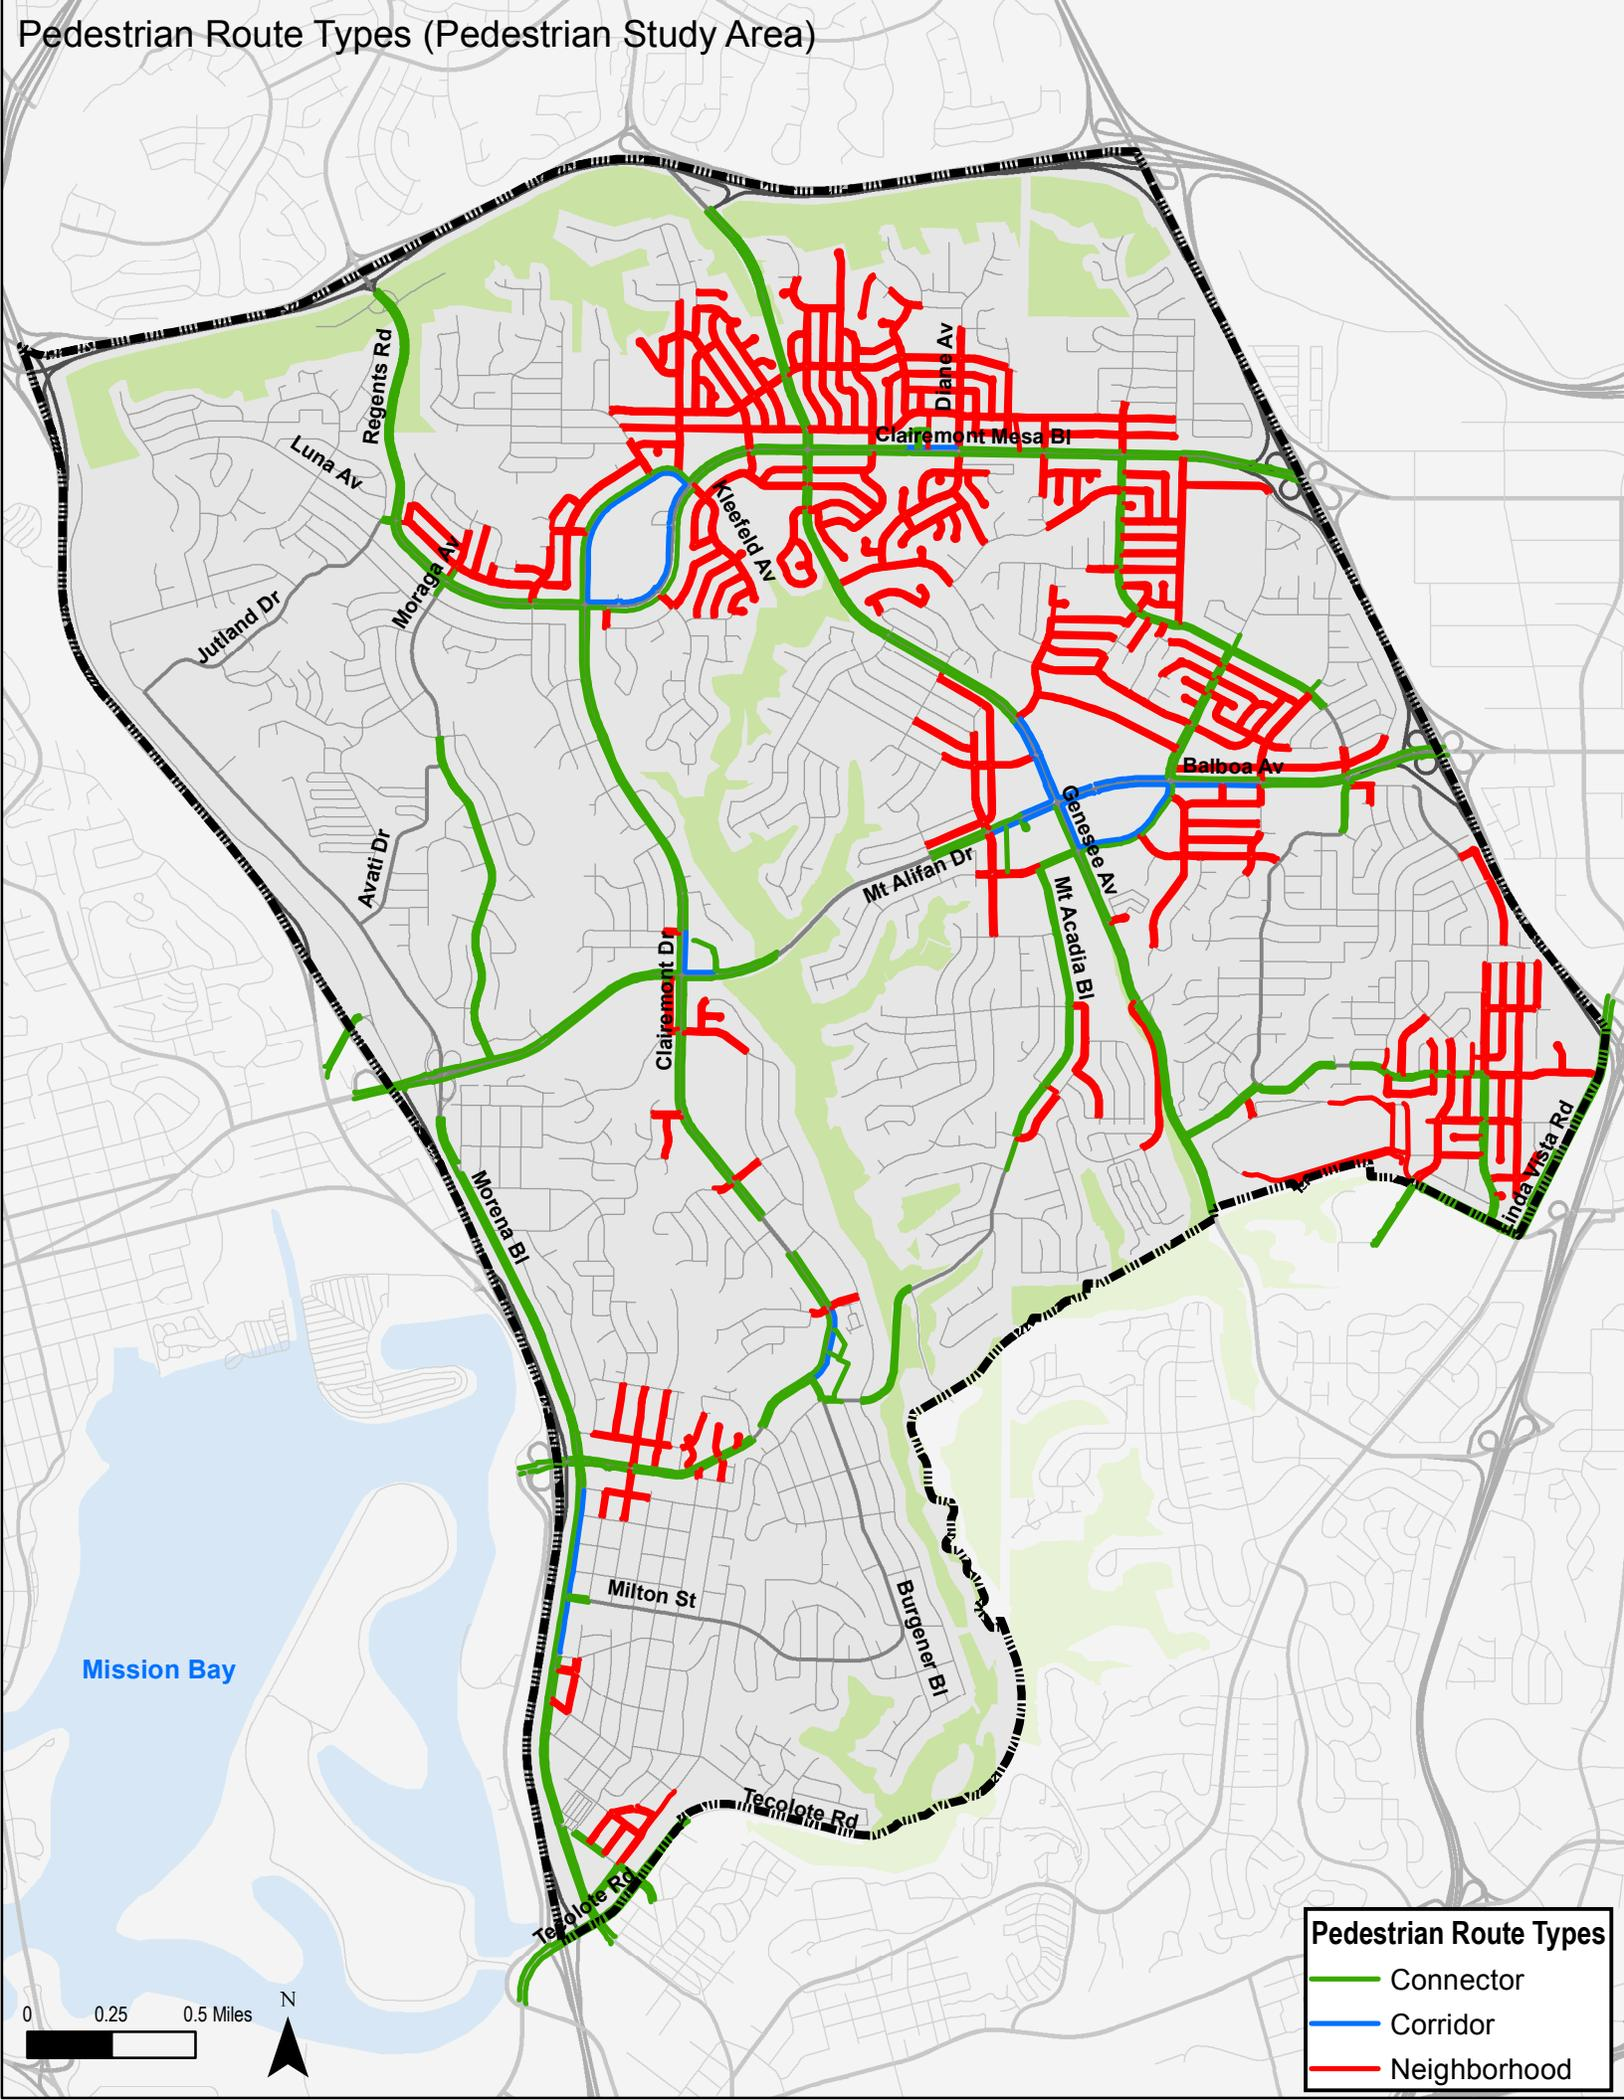 Pedestrian Route Types (Pedestrian Study Area)
Regents Rd
Diane Av
Clairemont Mesa Bl
Luna Av
Kleefeld Av
Moraga Av
Jutland Dr
Balboa Av
Genesee Av
Avati Dr
Mt Alifan Dr
Mt Acadia Bl
Clairemont Dr
Linda Vista Rd
Morena Bl
Milton St
Burgener Bl
Mission Bay
Tecolote Rd
Tecolote Rd
Pedestrian Route Types
Connector
Corridor
Neighborhood
0 0.25 0.5 Miles
N